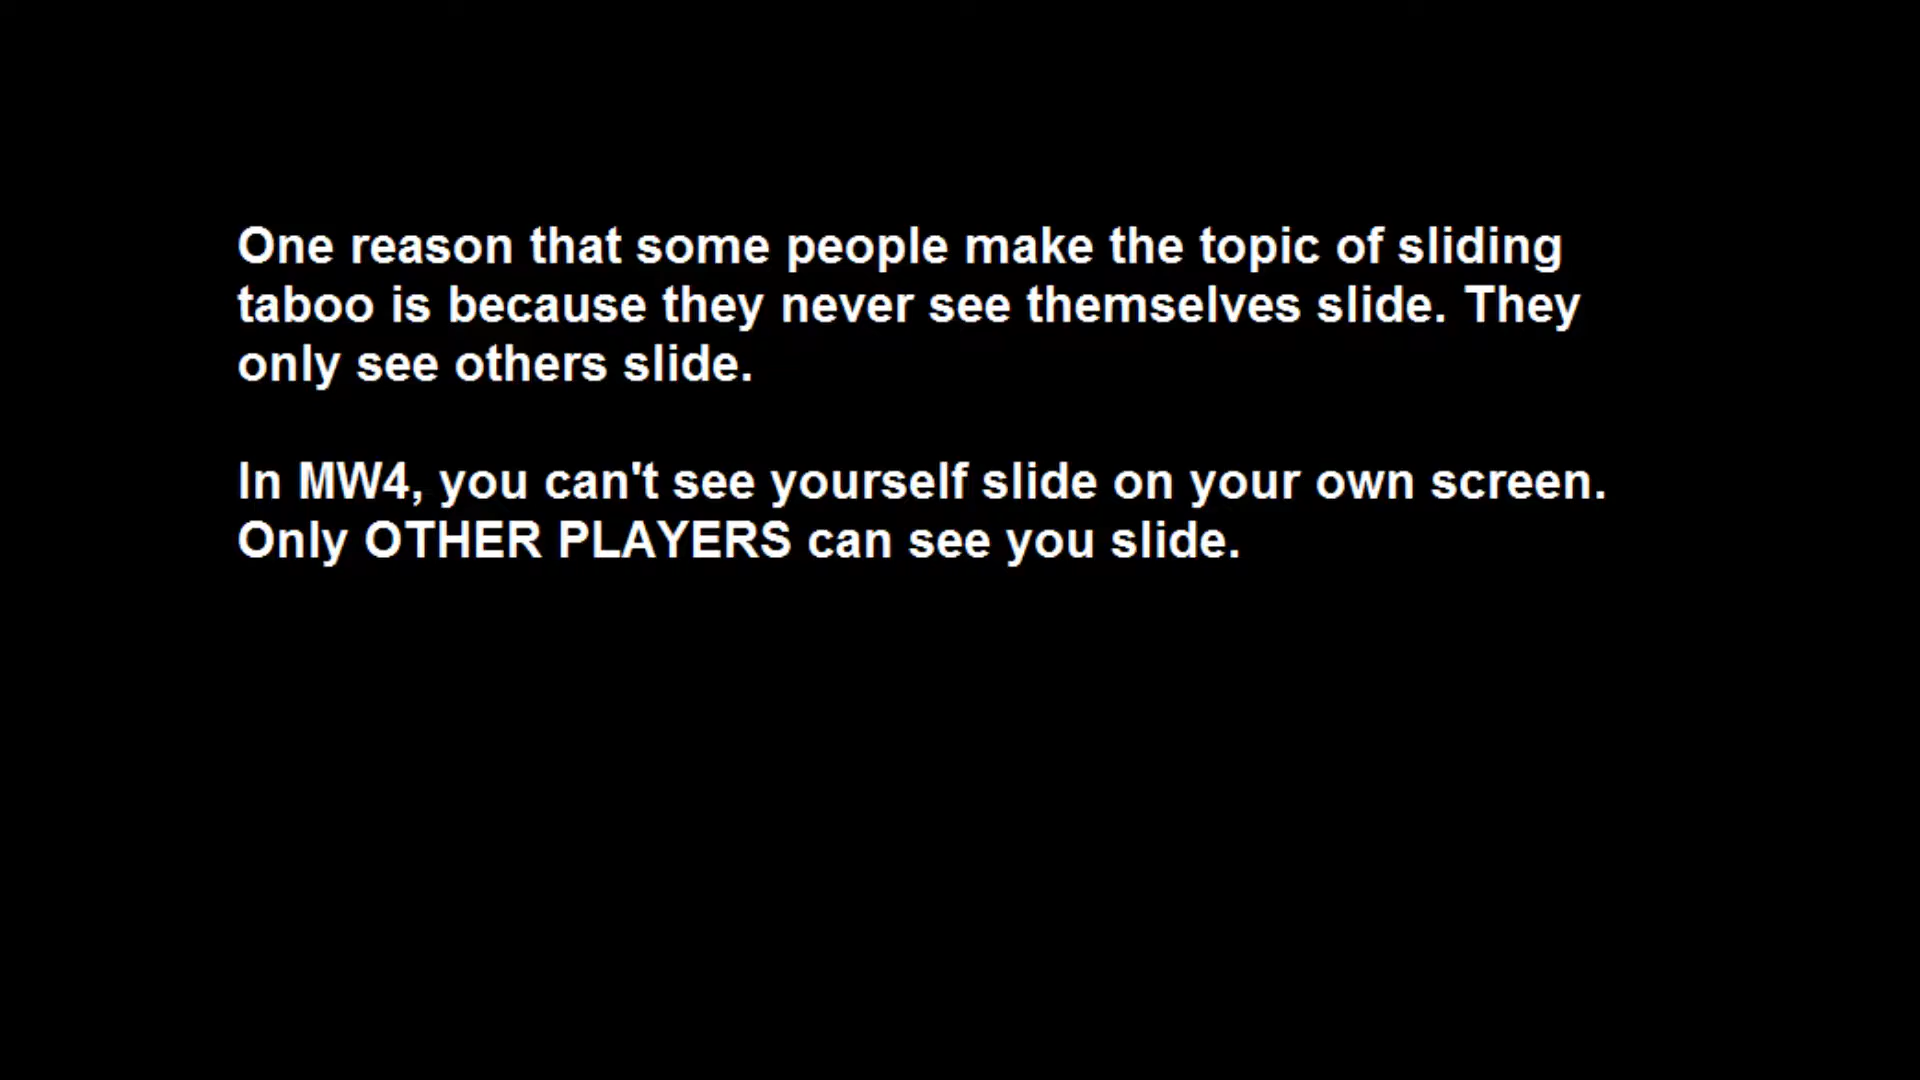 One reason that some people make the topic of sliding
taboo is because they never see themselves slide. They
only see others slide.
In MW4, you can't see yourself slide on your own screen.
Only OTHER PLAYERS can see you slide.